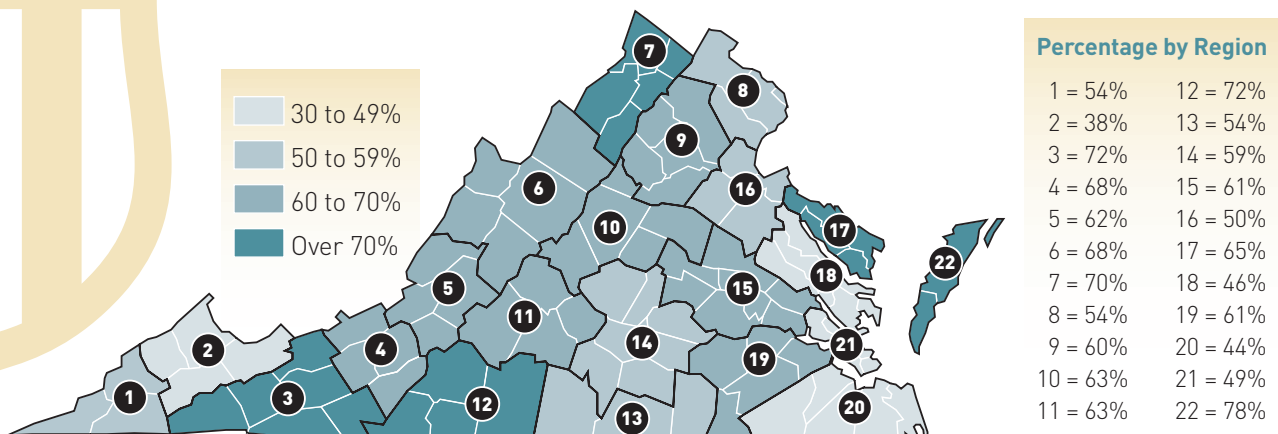 30 to 49%
50 to 59%
60 to 70%
Over 70%
7
8
9
6
16
10
17
22
18
5
15
11
21
14
2
4
19
3
1
12
20
13
Percentage by Region
1 = 54% 12 = 72%
2 = 38% 13 = 54%
3 = 72% 14 = 59%
4 = 68% 15 = 61%
5 = 62% 16 = 50%
6 = 68% 17 = 65%
7 = 70% 18 = 46%
8 = 54% 19 = 61%
9 = 60% 20 = 44%
10 = 63% 21 = 49%
11 = 63% 22 = 78%